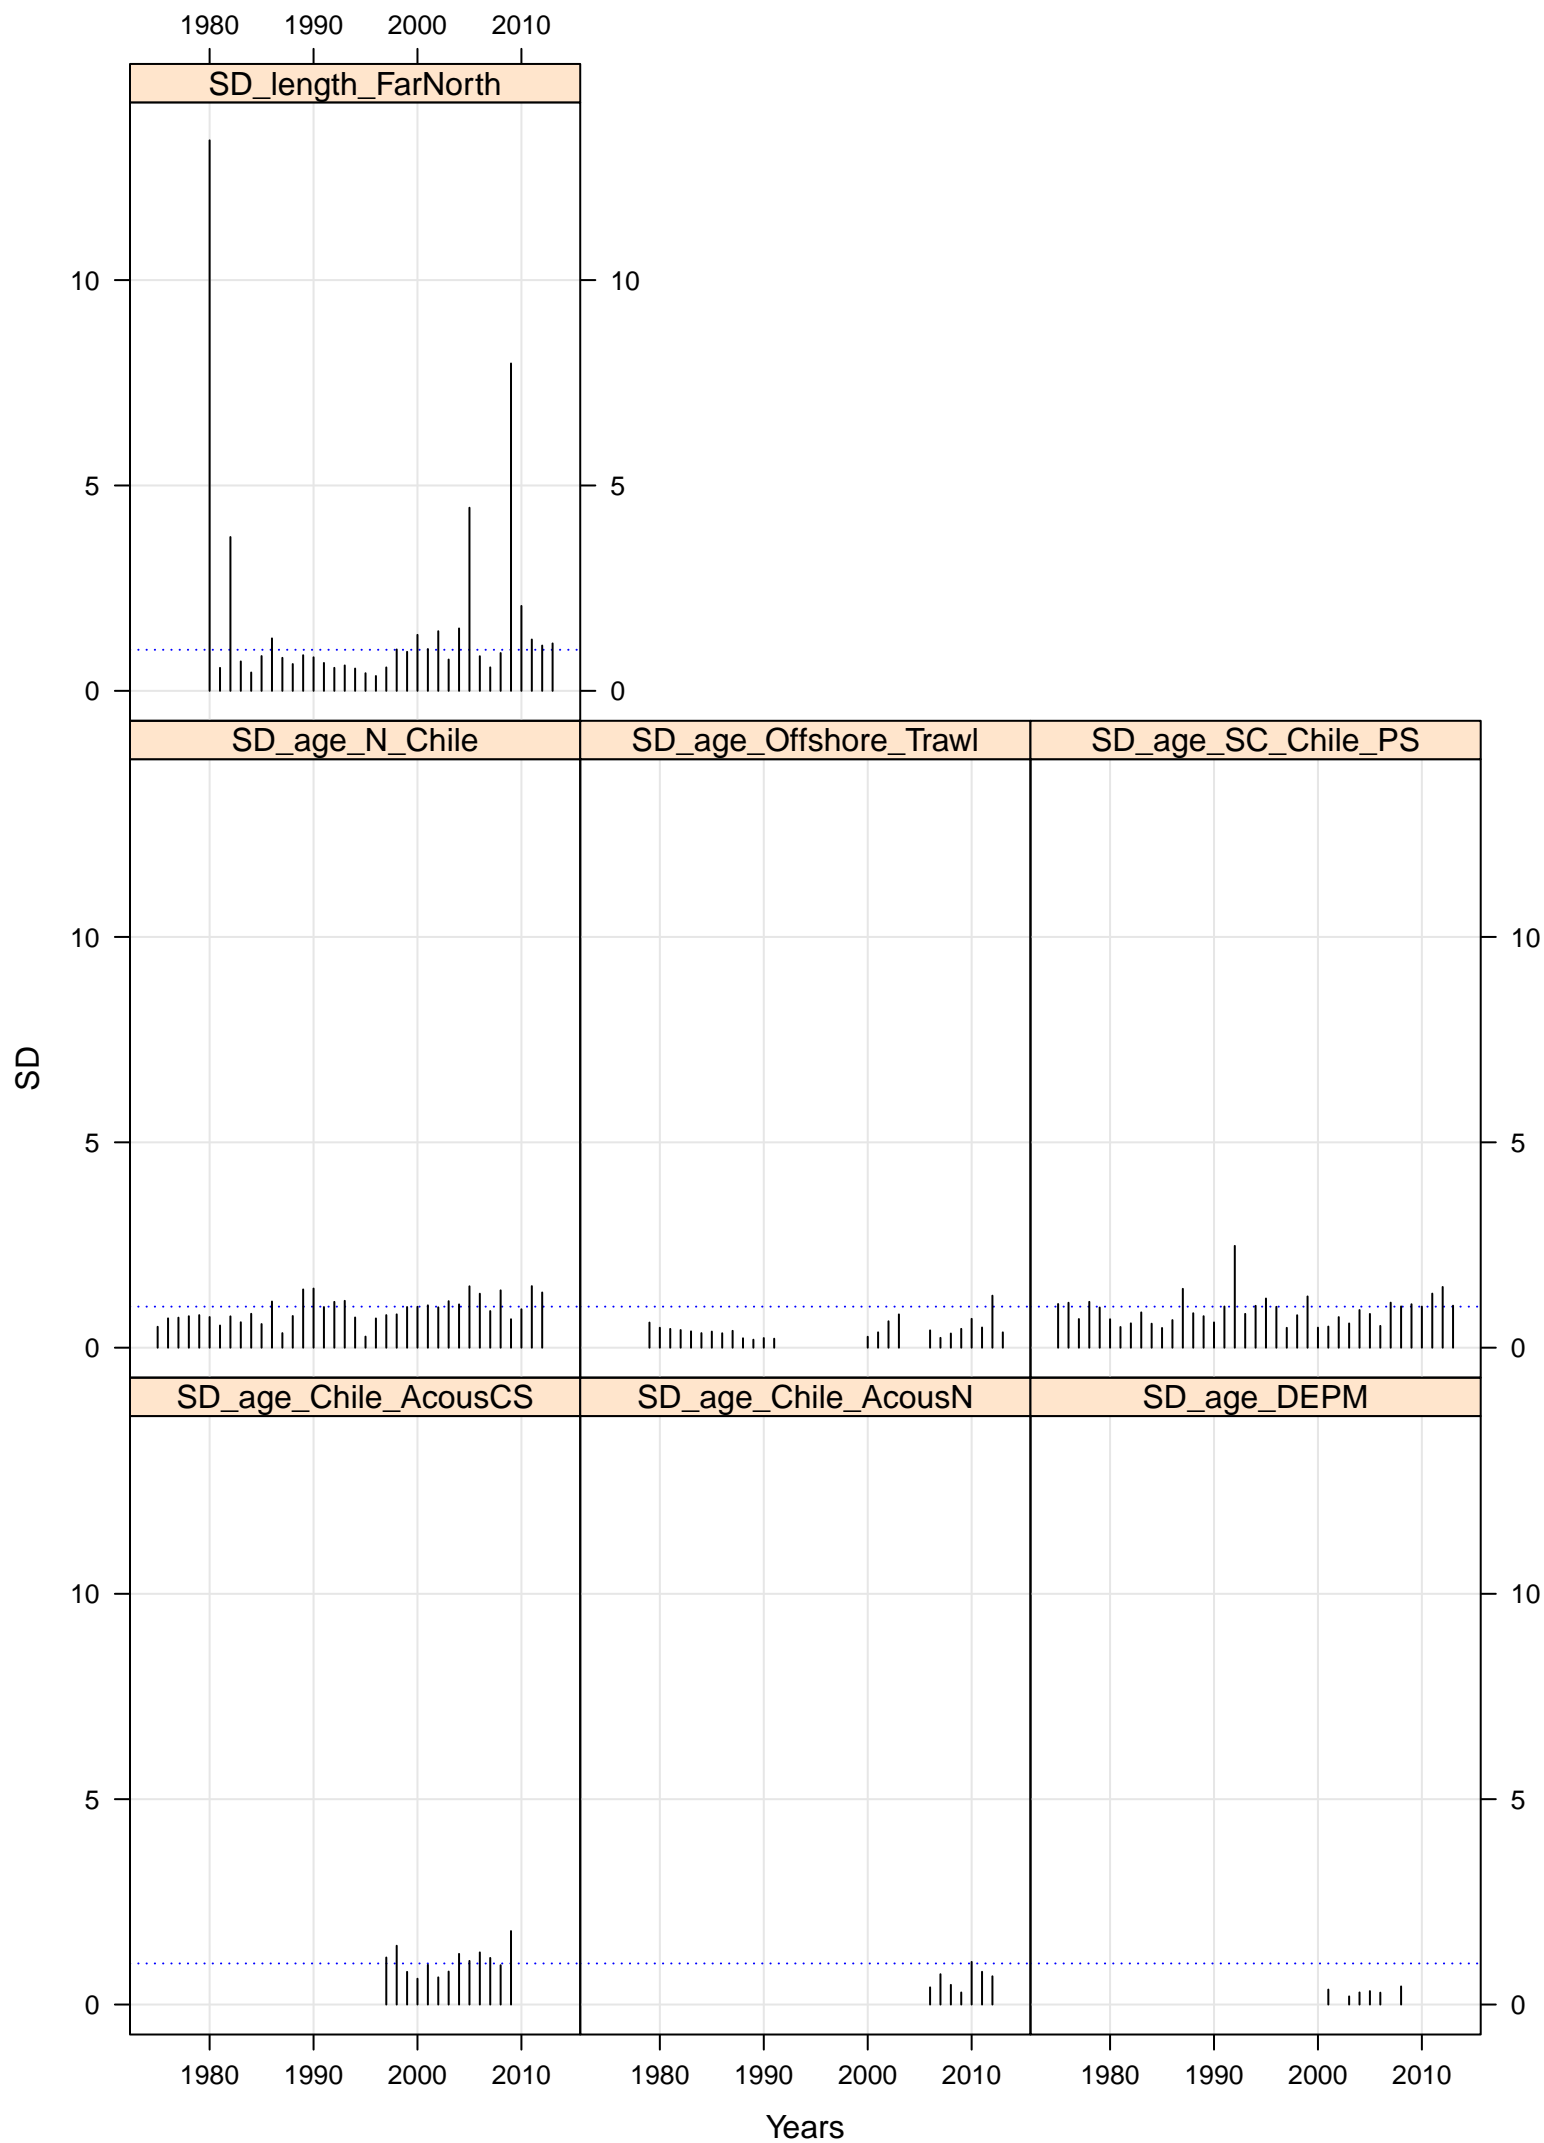 1980 1990 2000 2010
SD_length_FarNorth
10 10
5 5
0 0
SD_age_N_Chile SD_age_Offshore_Trawl SD_age_SC_Chile_PS
10 10
SD
5 5
0 0
SD_age_Chile_AcousCS SD_age_Chile_AcousN SD_age_DEPM
10 10
5 5
0 0
1980 1990 2000 2010 1980 1990 2000 2010 1980 1990 2000 2010
Years